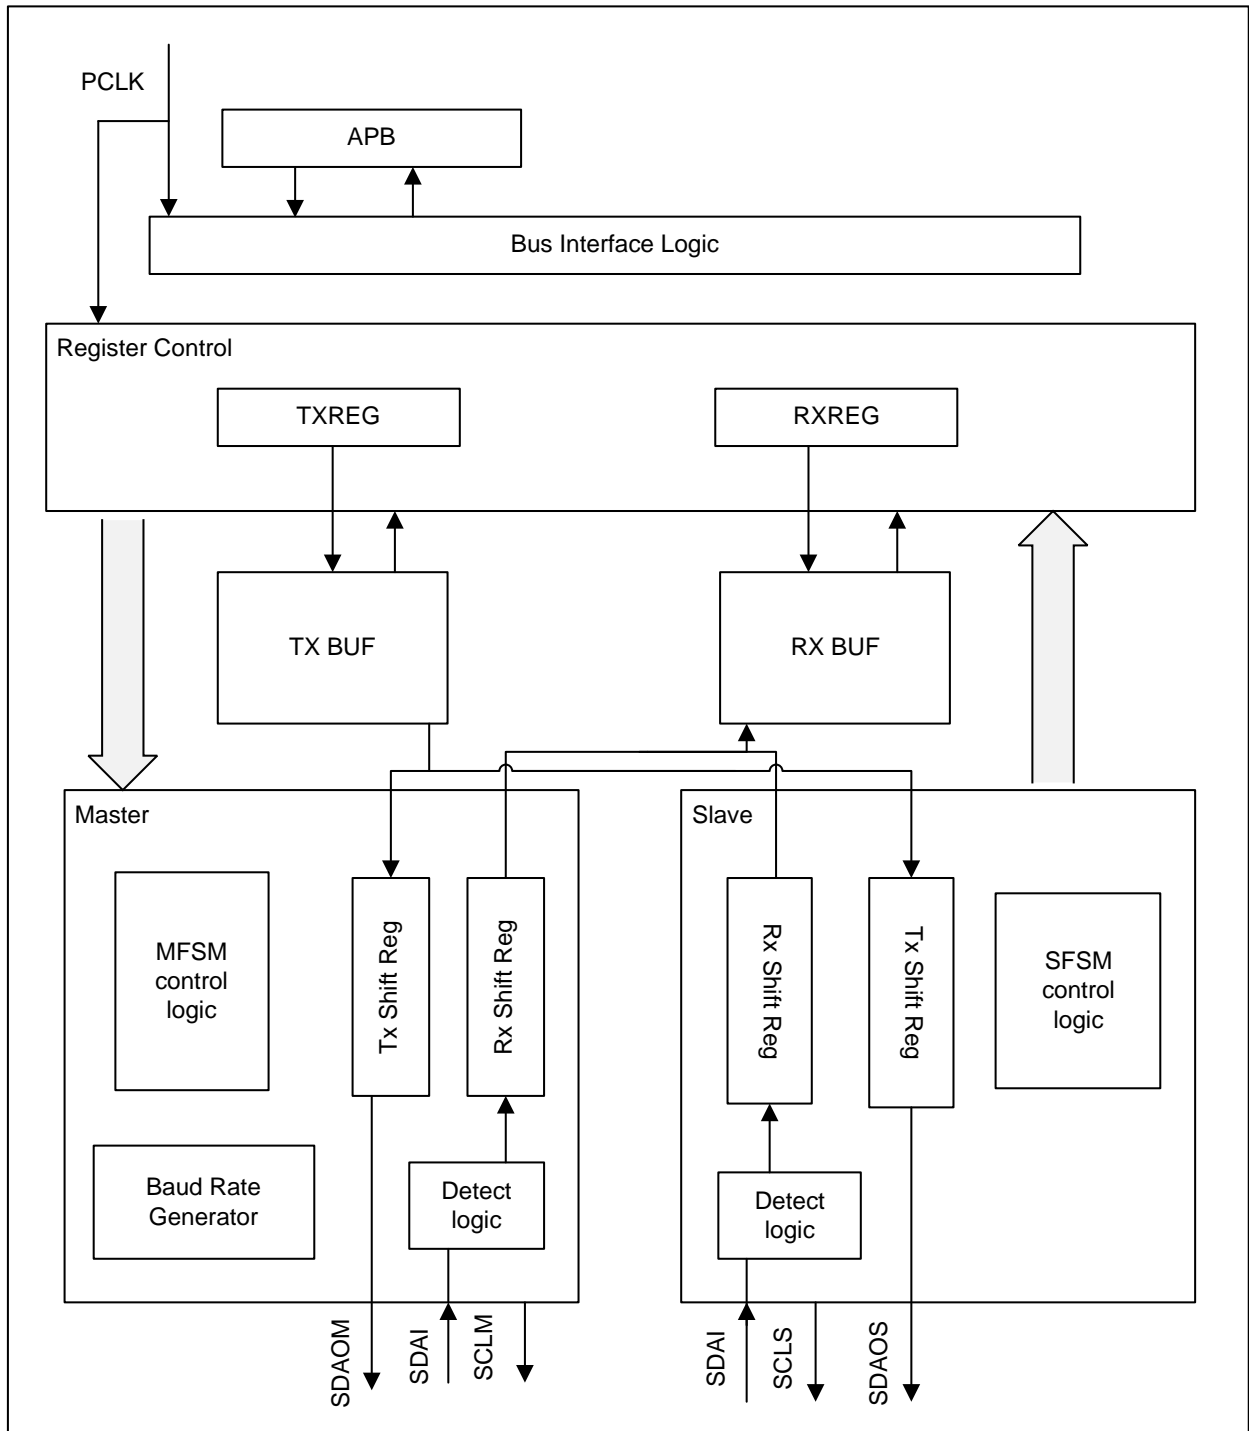 PCLK
APB
Bus Interface Logic
Register Control
TXREG
RXREG
TX BUF
RX BUF
Master
MFSM
control
logic
Tx Shift Reg
Rx Shift Reg
Baud Rate
Generator
Detect
logic
Slave
Rx Shift Reg
Tx Shift Reg
SFSM
control
logic
Detect
logic
SDAOM
SDAI
SCLM
SDAI
SCLS
SDAOS